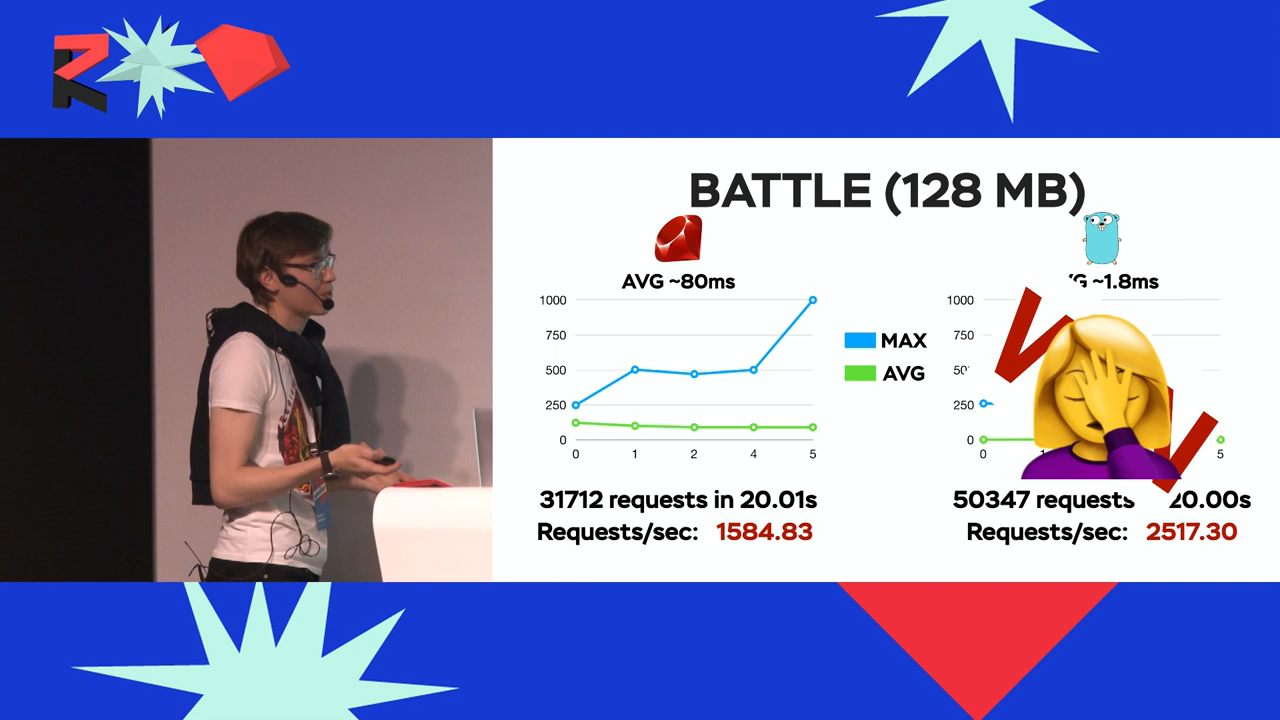 BATTLE (128 MB)
AVG ~80ms
1000
750
500
250
0
0 1 2 4 5
31712 requests in 20.01s
Requests/sec: 1584.83
MAX
AVG
~1.8ms
1000
750
250
0
0 5
50347 requests 20.00s
Requests/sec: 2517.30